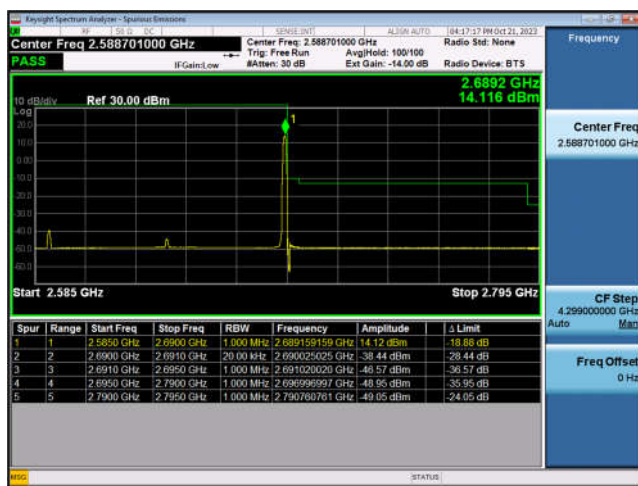 Keysight Spectrum Analyzer - Spurious Emissions
RF 50 Ω DC SENSE:INT ALIGN AUTO 04:17:17 PM Oct 21, 2023
Center Freq 2.588701000 GHz Center Freq: 2.588701000 GHz Radio Std: None Frequency
Trig: Free Run Avg|Hold: 100/100
PASS IFGain:Low #Atten: 30 dB Ext Gain: -14.00 dB Radio Device: BTS
2.6892 GHz
10 dB/div Ref 30.00 dBm 14.116 dBm
Log
20.0
10.0
0.00
-10.0
-20.0
-30.0
-40.0
-50.0
-60.0
1
Start 2.585 GHz Stop 2.795 GHz
Center Freq
2.588701000 GHz
CF Step
4.299000000 GHz
Auto Man
Freq Offset
0 Hz
Spur Range Start Freq Stop Freq RBW Frequency Amplitude Δ Limit
1 1 2.5850 GHz 2.6900 GHz 1.000 MHz 2.689159159 GHz 14.12 dBm -18.88 dB
2 2 2.6900 GHz 2.6910 GHz 20.00 kHz 2.690025025 GHz -38.44 dBm -28.44 dB
3 3 2.6910 GHz 2.6950 GHz 1.000 MHz 2.691020020 GHz -46.57 dBm -36.57 dB
4 4 2.6950 GHz 2.7900 GHz 1.000 MHz 2.696996997 GHz -48.95 dBm -35.95 dB
5 5 2.7900 GHz 2.7950 GHz 1.000 MHz 2.790760761 GHz -49.05 dBm -24.05 dB
MSG STATUS